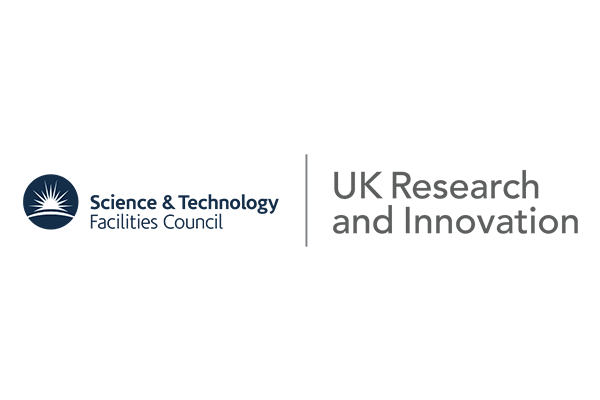 Science & Technology
Facilities Council
UK Research
and Innovation